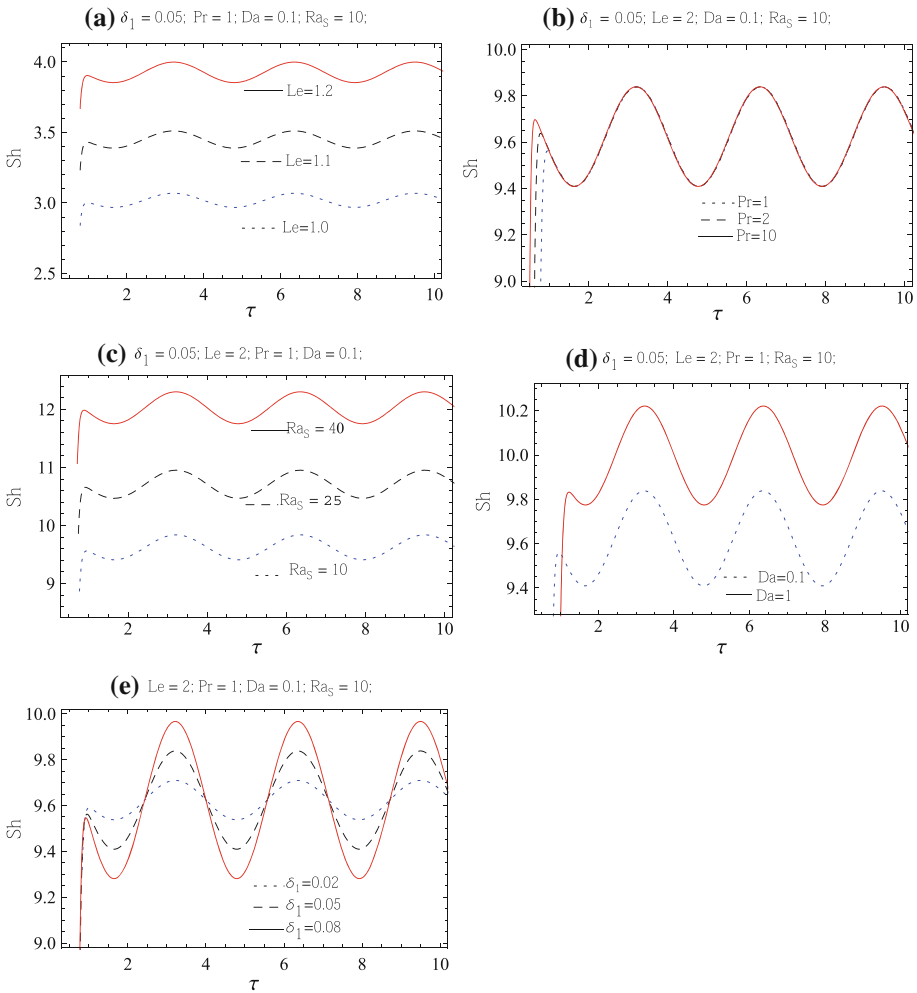 (a) δ1 = 0.05; Pr = 1; Da = 0.1; RaS = 10;
4.0
3.5
3.0
2.5
Sh
Le=1.2
Le=1.1
Le=1.0
2 4 6 8 10
τ
(b) δ1 = 0.05; Le = 2; Da = 0.1; RaS = 10;
9.8
9.6
9.4
9.2
9.0
Sh
Pr=1
Pr=2
Pr=10
2 4 6 8 10
τ
(c) δ1 = 0.05; Le = 2; Pr = 1; Da = 0.1;
12
11
10
9
Sh
RaS = 40
RaS = 25
RaS = 10
2 4 6 8 10
τ
(d) δ1 = 0.05; Le = 2; Pr = 1; RaS = 10;
10.2
10.0
9.8
9.6
9.4
Sh
Da=0.1
Da=1
2 4 6 8 10
τ
(e) Le = 2; Pr = 1; Da = 0.1; RaS = 10;
10.0
9.8
9.6
9.4
9.2
9.0
Sh
δ1=0.02
δ1=0.05
δ1=0.08
2 4 6 8 10
τ